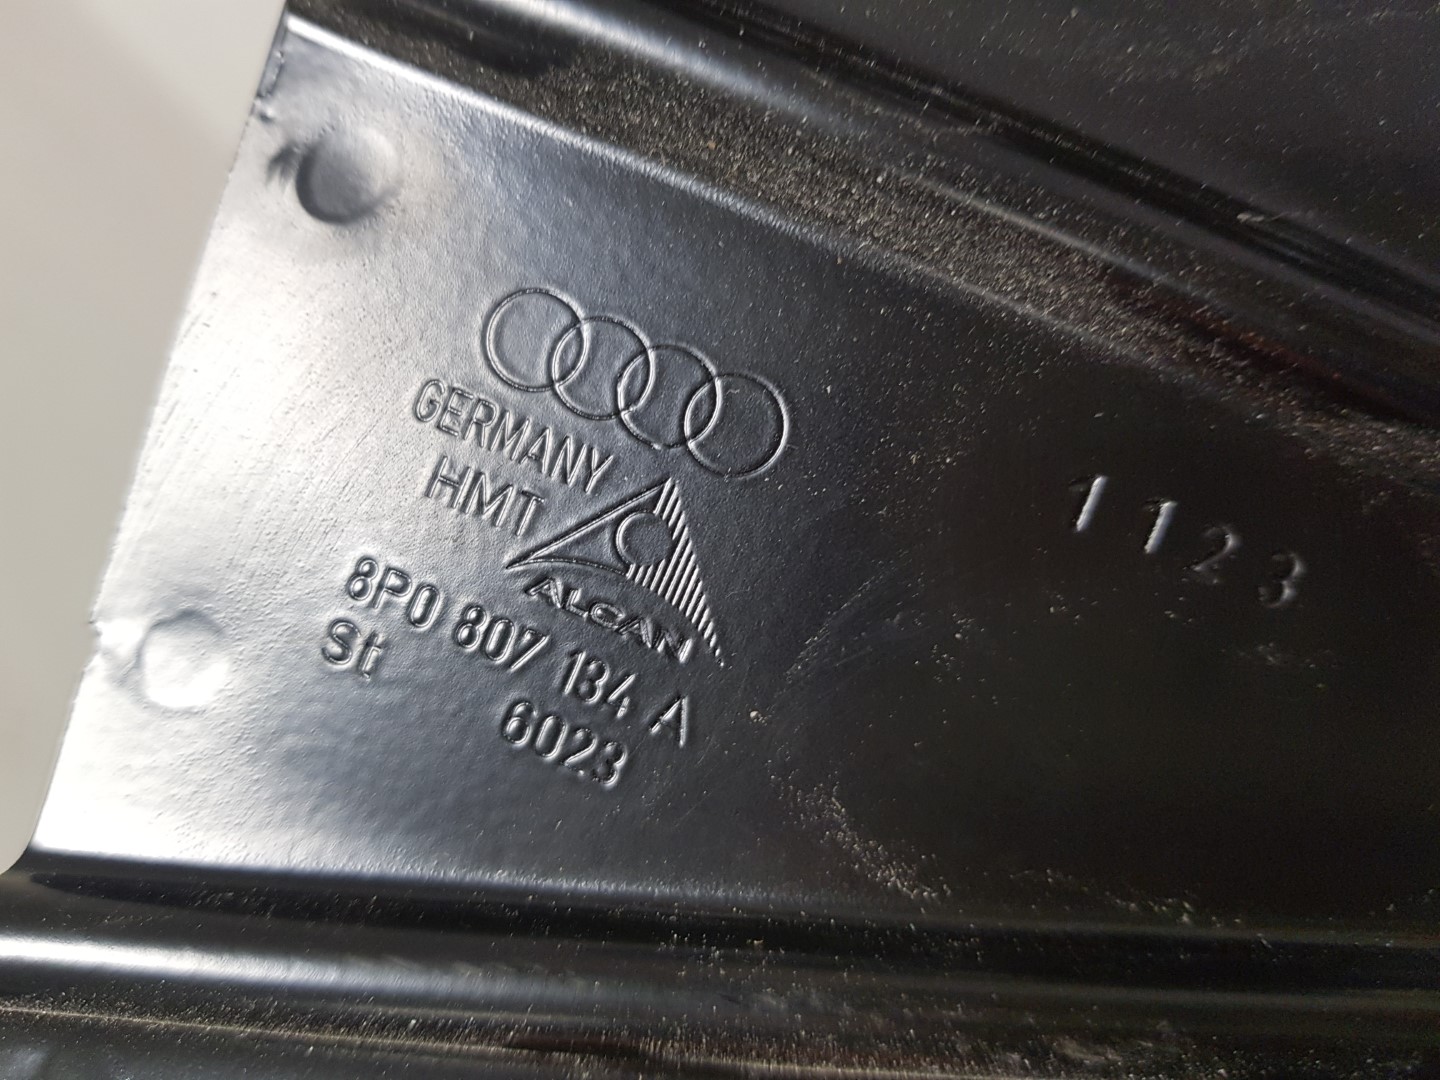 GERMANY
HMT
ALCAN
8P0 807 134 A
St
6023
1123